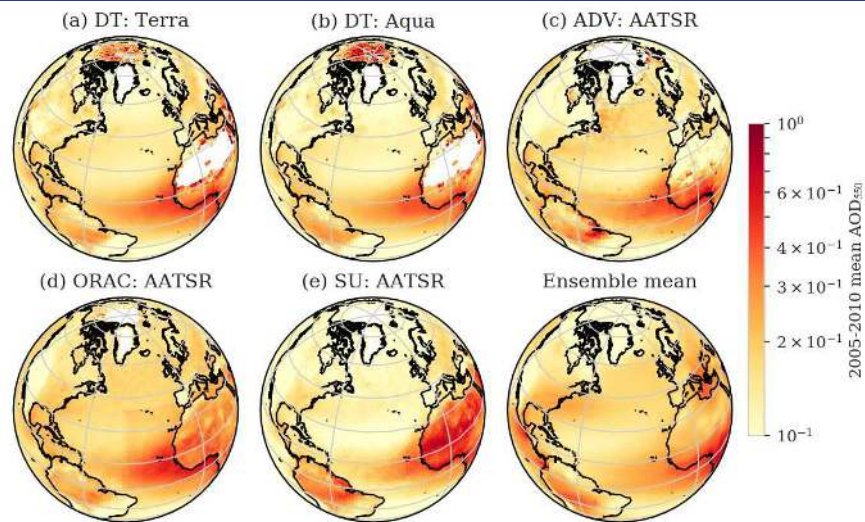 (a) DT: Terra
(b) DT: Aqua
(c) ADV: AATSR
(d) ORAC: AATSR
(e) SU: AATSR
Ensemble mean
10⁰
6 × 10⁻¹
4 × 10⁻¹
3 × 10⁻¹
2 × 10⁻¹
10⁻¹
2005-2010 mean AOD₅₅₀